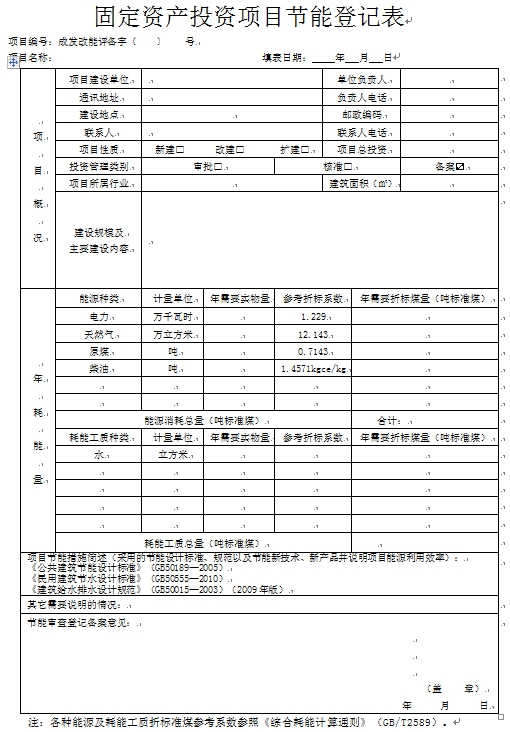 固定资产投资项目节能登记表
项目编号：成发改能评备字（　　）　　号
项目名称：　　　　填表日期：____年___月___日
项目概况
项目建设单位　　单位负责人
通讯地址　　负责人电话
建设地点　　邮政编码
联系人　　联系人电话
项目性质　新建□　改建□　扩建□　项目总投资
投资管理类别　审批□　核准□　备案☑
项目所属行业　　建筑面积（㎡）
建设规模及
主要建设内容
年耗能量
能源种类　计量单位　年需要实物量　参考折标系数　年需要折标煤量（吨标准煤）
电力　万千瓦时　1.229
天然气　万立方米　12.143
原煤　吨　0.7143
柴油　吨　1.4571kgce/kg
能源消耗总量（吨标准煤）　合计：
耗能工质种类　计量单位　年需要实物量　参考折标系数　年需要折标煤量（吨标准煤）
水　立方米
耗能工质总量（吨标准煤）
项目节能措施简述（采用的节能设计标准、规范以及节能新技术、新产品并说明项目能源利用效率）：
《公共建筑节能设计标准》（GB50189—2005）
《民用建筑节水设计标准》（GB50555—2010）
《建筑给水排水设计规范》（GB50015—2003）（2009年版）
其它需要说明的情况：
节能审查登记备案意见：
（盖　　章）
年　　月　　日
注：各种能源及耗能工质折标准煤参考系数参照《综合耗能计算通则》（GB/T2589）．